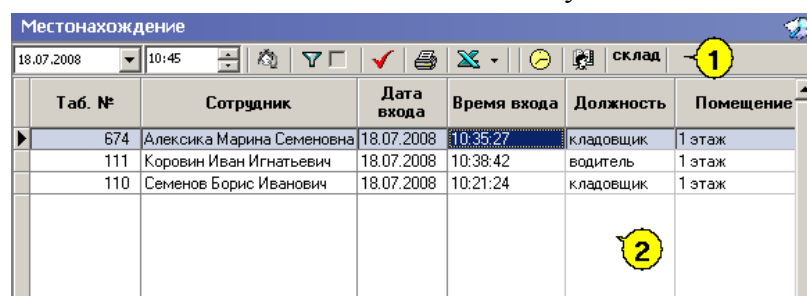 Местонахождение
18.07.2008 10:45 склад 1
Таб. № Сотрудник Дата входа Время входа Должность Помещение
674 Алексика Марина Семеновна 18.07.2008 10:35:27 кладовщик 1 этаж
111 Коровин Иван Игнатьевич 18.07.2008 10:38:42 водитель 1 этаж
110 Семенов Борис Иванович 18.07.2008 10:21:24 кладовщик 1 этаж
2